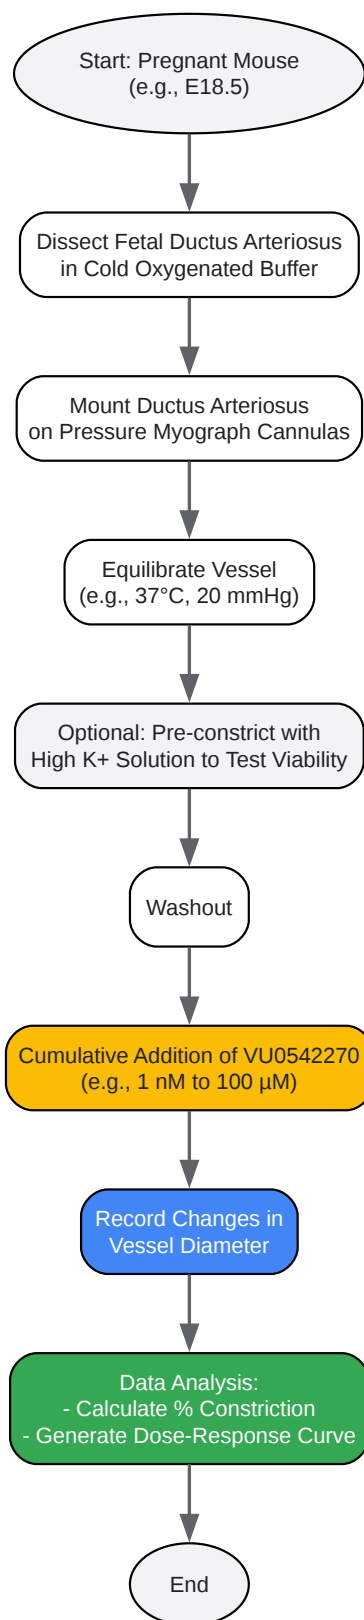 Start: Pregnant Mouse
(e.g., E18.5)
Dissect Fetal Ductus Arteriosus
in Cold Oxygenated Buffer
Mount Ductus Arteriosus
on Pressure Myograph Cannulas
Equilibrate Vessel
(e.g., 37°C, 20 mmHg)
Optional: Pre-constrict with
High K+ Solution to Test Viability
Washout
Cumulative Addition of VU0542270
(e.g., 1 nM to 100 µM)
Record Changes in
Vessel Diameter
Data Analysis:
- Calculate % Constriction
- Generate Dose-Response Curve
End